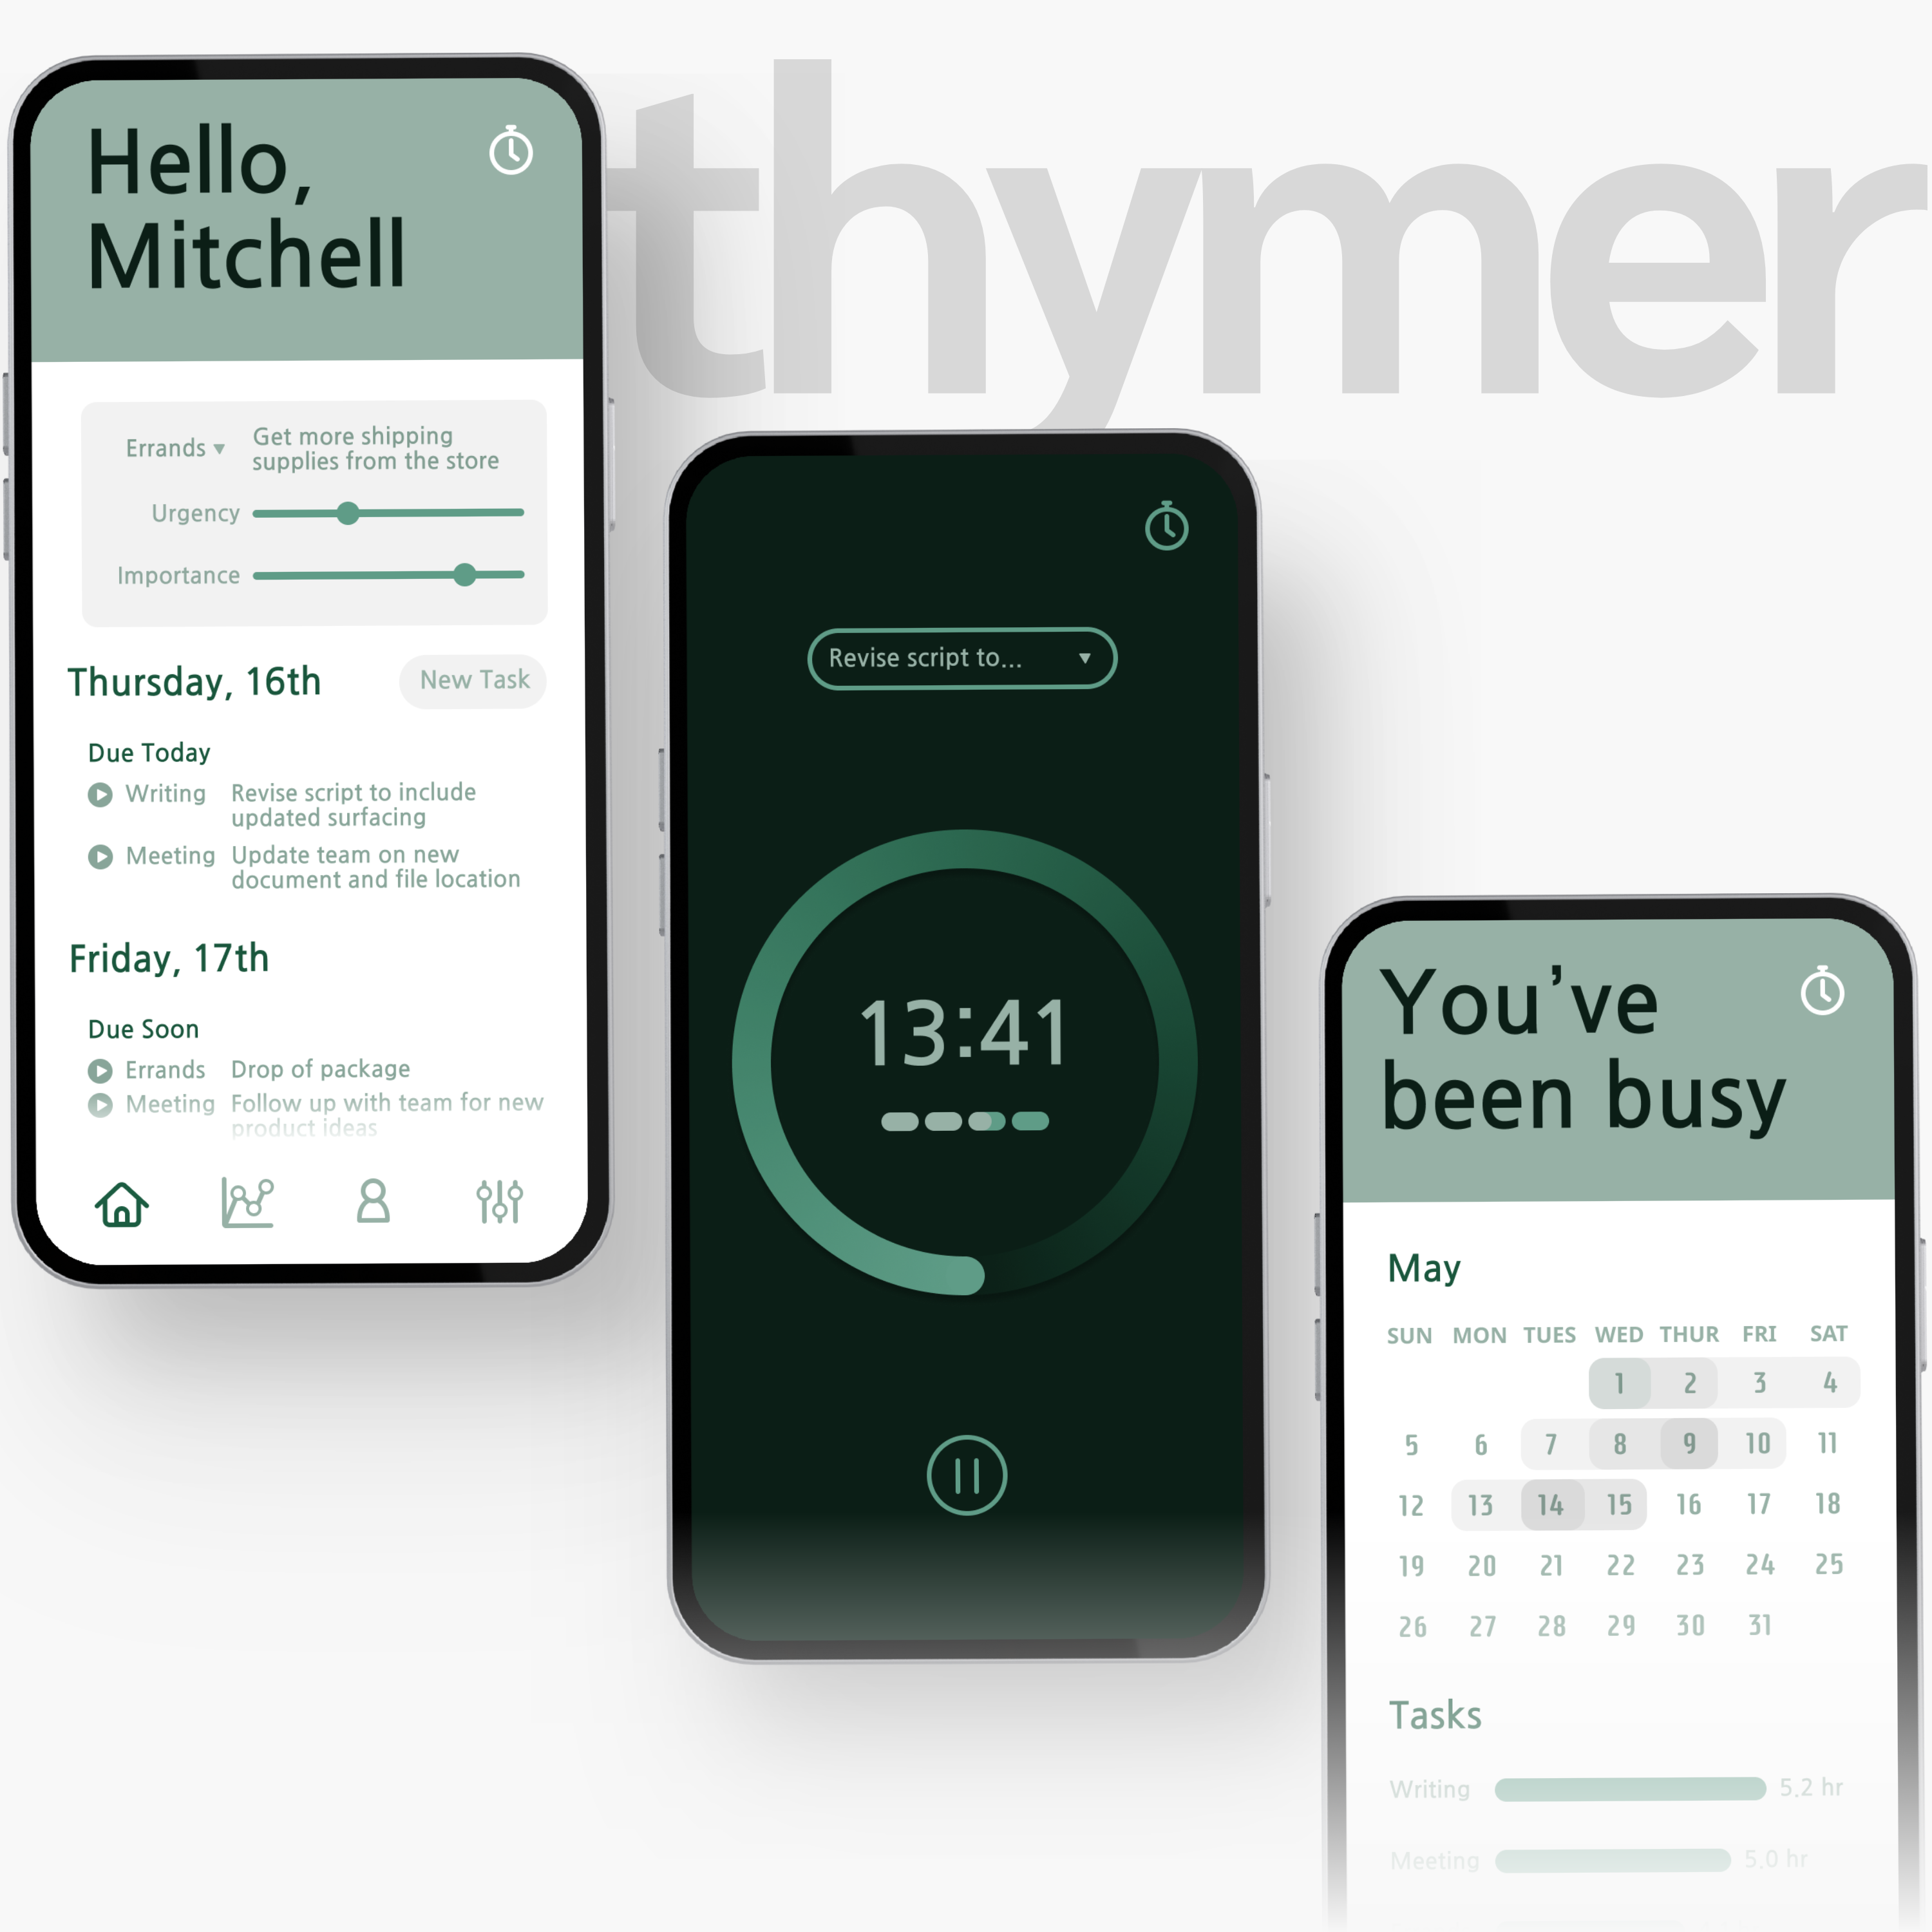 thymer
Hello,
Mitchell
Errands
Get more shipping
supplies from the store
Urgency
Importance
Thursday, 16th
New Task
Due Today
Writing
Revise script to include
updated surfacing
Meeting
Update team on new
document and file location
Friday, 17th
Due Soon
Errands
Drop of package
Meeting
Follow up with team for new
product ideas
Revise script to...
13:41
You've
been busy
May
SUN MON TUES WED THUR FRI SAT
1 2 3 4
5 6 7 8 9 10 11
12 13 14 15 16 17 18
19 20 21 22 23 24 25
26 27 28 29 30 31
Tasks
Writing 5.2 hr
Meeting 5.0 hr